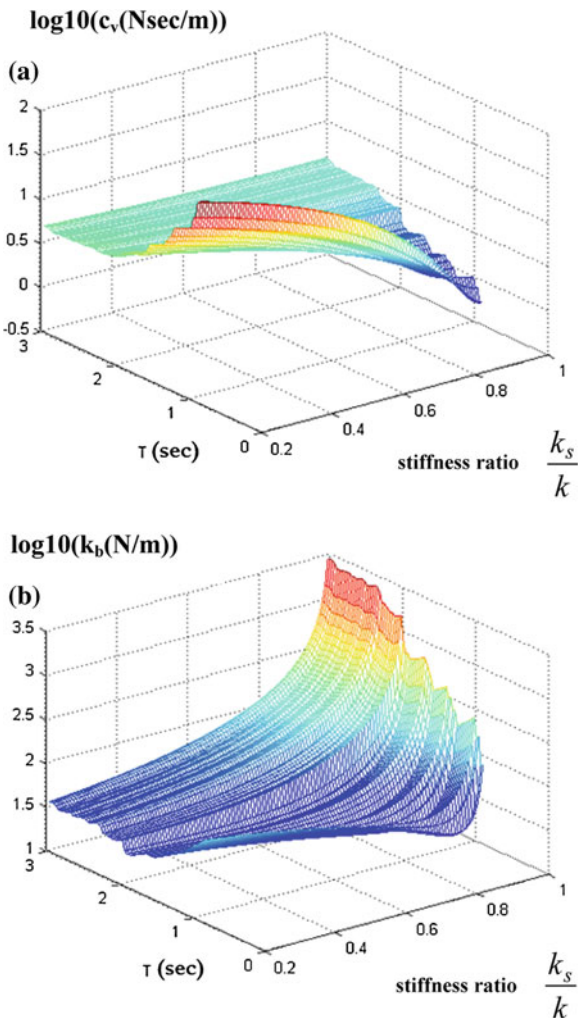 log10(cv(Nsec/m))
(a)
2
1.5
1
0.5
0
-0.5
3
2
1
0
0.2
0.4
0.6
0.8
1
τ (sec)
stiffness ratio
ks
k
log10(kb(N/m))
(b)
3.5
3
2.5
2
1.5
1
3
2
1
0
0.2
0.4
0.6
0.8
1
τ (sec)
stiffness ratio
ks
k